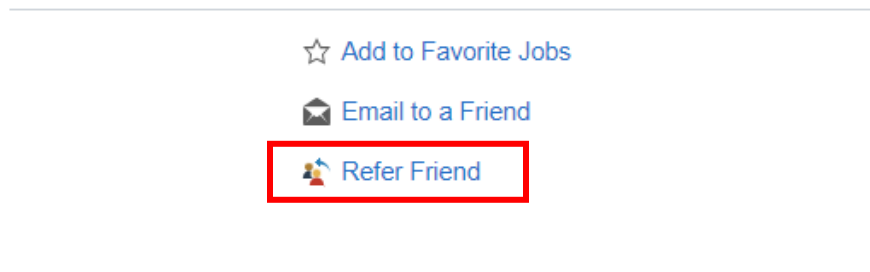 Add to Favorite Jobs
Email to a Friend
Refer Friend